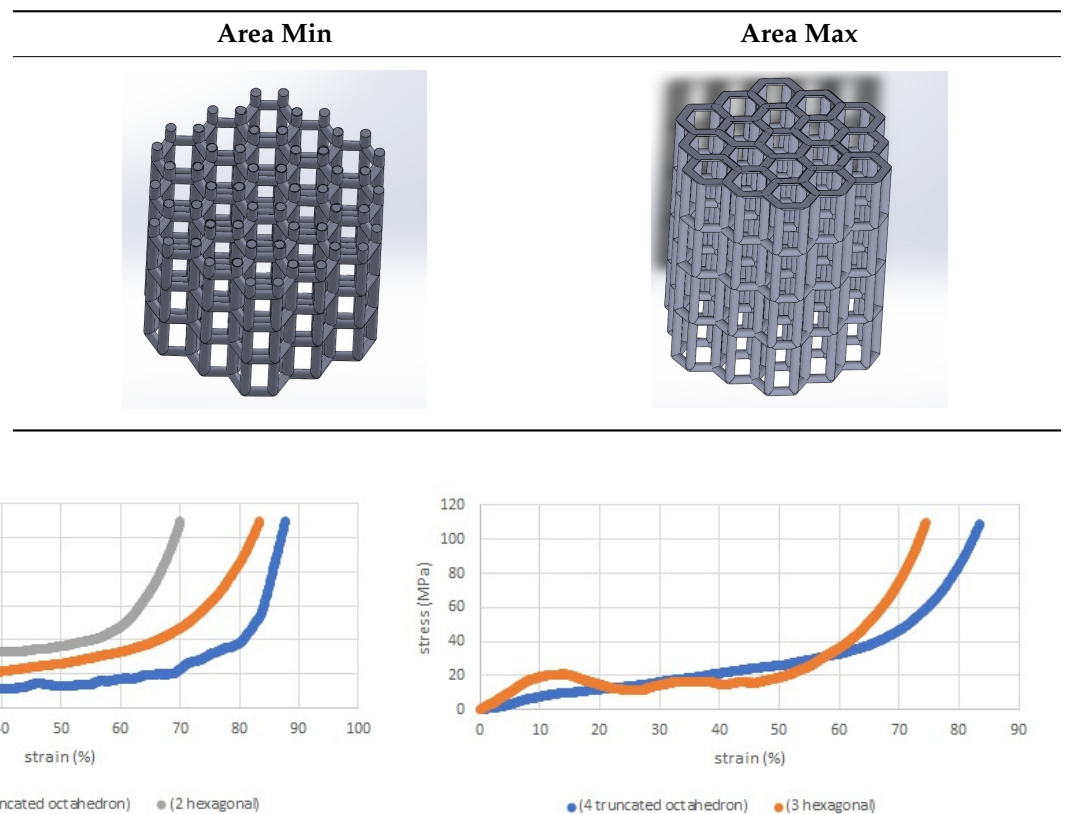 Area Min
Area Max
50 60 70 80 90 100
strain (%)
ncated octahedron) (2 hexagonal)
120
100
80
60
40
20
0
stress (MPa)
0 10 20 30 40 50 60 70 80 90
strain (%)
(4 truncated octahedron) (3 hexagonal)